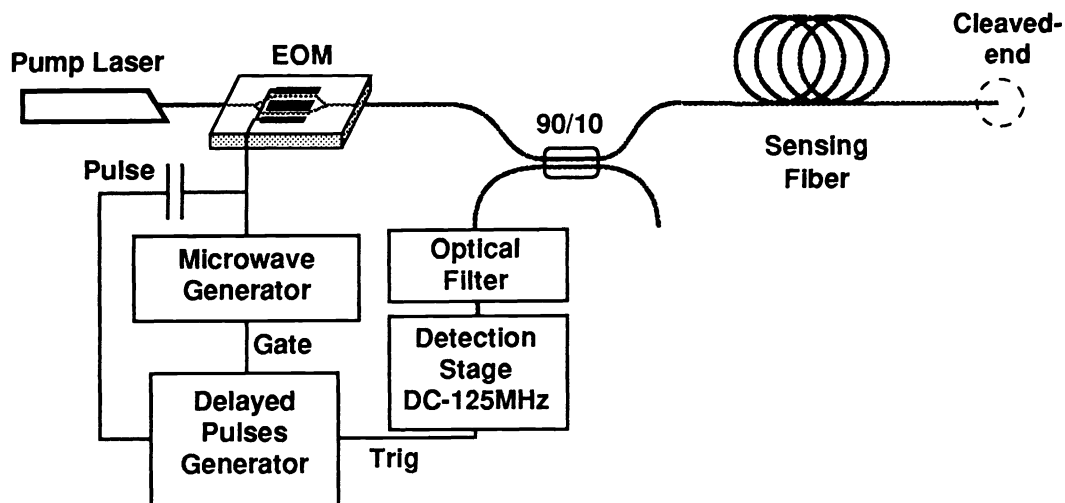 Cleaved-
end
EOM
Pump Laser
90/10
Sensing
Fiber
Pulse
Microwave
Generator
Optical
Filter
Gate
Detection
Stage
DC-125MHz
Delayed
Pulses
Generator
Trig